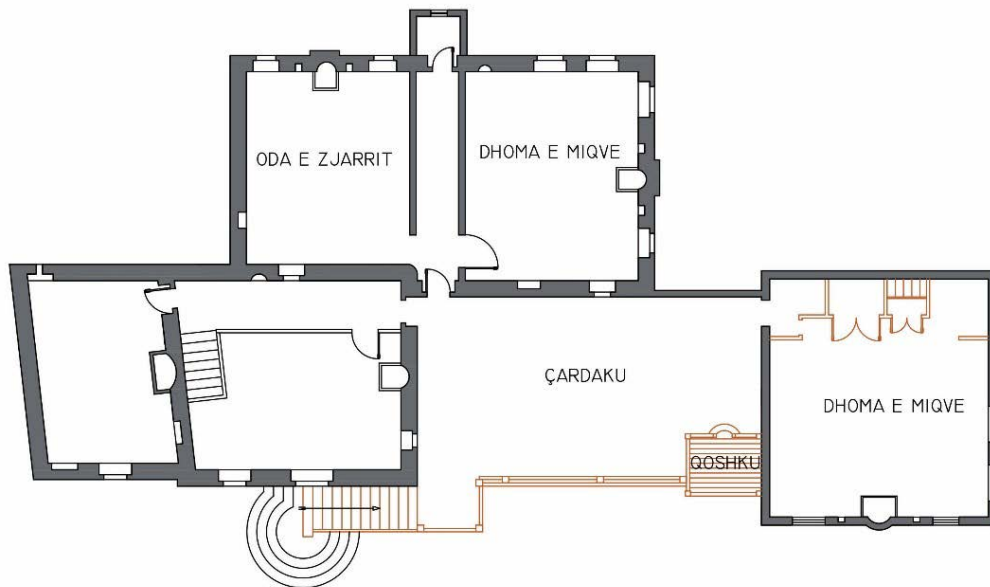 ODA E ZJARRIT
DHOMA E MIQVE
ÇARDAKU
DHOMA E MIQVE
QOSHKU